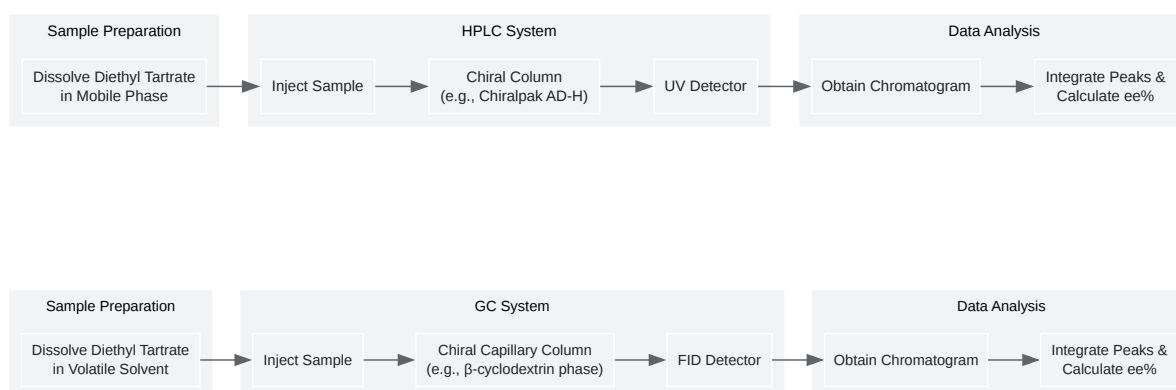 Sample Preparation
HPLC System
Data Analysis
Dissolve Diethyl Tartrate
in Mobile Phase
Inject Sample
Chiral Column
(e.g., Chiralpak AD-H)
UV Detector
Obtain Chromatogram
Integrate Peaks &
Calculate ee%
Sample Preparation
GC System
Data Analysis
Dissolve Diethyl Tartrate
in Volatile Solvent
Inject Sample
Chiral Capillary Column
(e.g., β-cyclodextrin phase)
FID Detector
Obtain Chromatogram
Integrate Peaks &
Calculate ee%